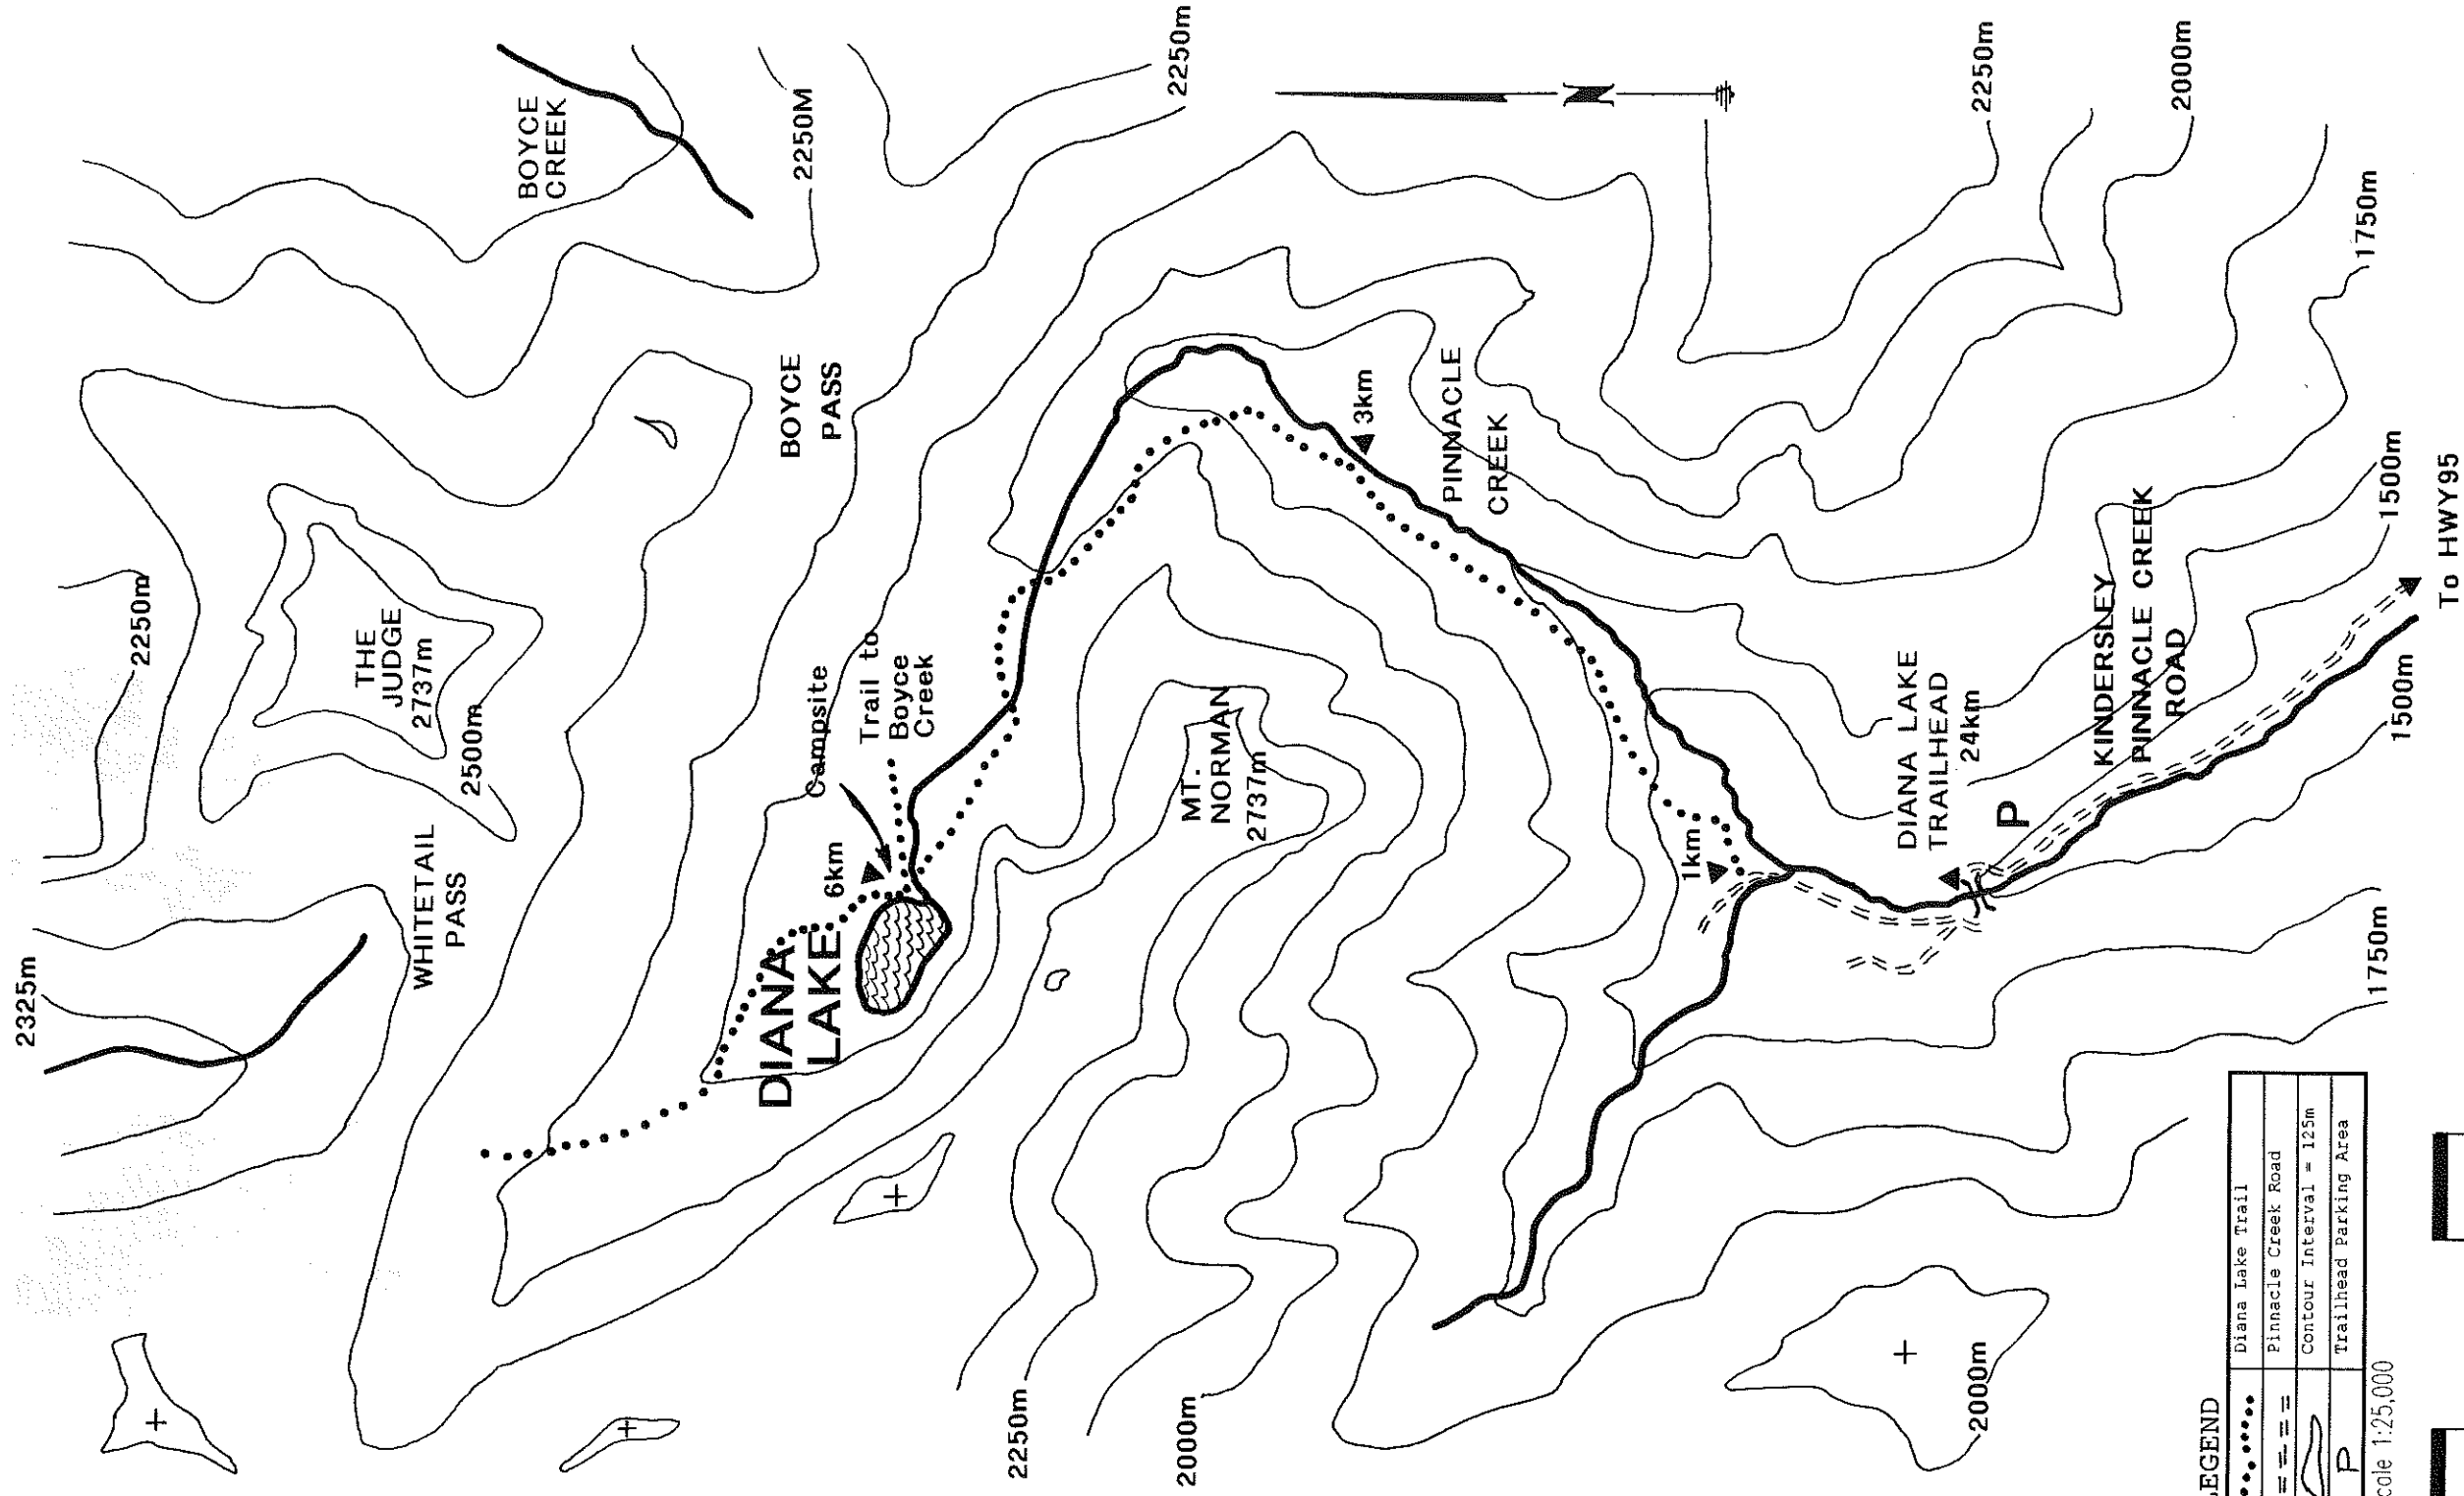 2325m
2250m
BOYCE
CREEK
THE
JUDGE
2737m
2500m
WHITETAIL
PASS
2250M
BOYCE
PASS
2250m
DIANA
LAKE
6km
Campsite
Trail to
Boyce
Creek
MT.
NORMAN
2737m
3km
PINNACLE
CREEK
N
2250m
2000m
1km
DIANA LAKE
TRAILHEAD
24km
P
2250m
2000m
2000m
KINDERSLEY
PINNACLE CREEK
ROAD
1750m
1500m
1500m
1750m
To HWY95
EGEND
Diana Lake Trail
Pinnacle Creek Road
Contour Interval = 125m
P Trailhead Parking Area
cale 1:25,000